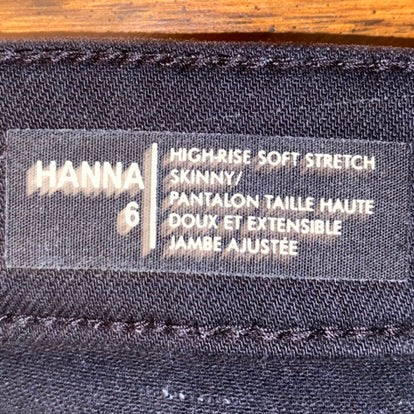 HANNA
6
HIGH-RISE SOFT STRETCH
SKINNY/
PANTALON TAILLE HAUTE
DOUX ET EXTENSIBLE
JAMBE AJUSTÉE